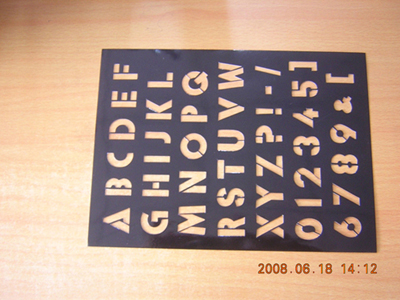 ABCDEF
GHIJKL
MNOPQ
RSTUVW
XYZ?!-/
012345]
6789&[
2008.06.18 14:12